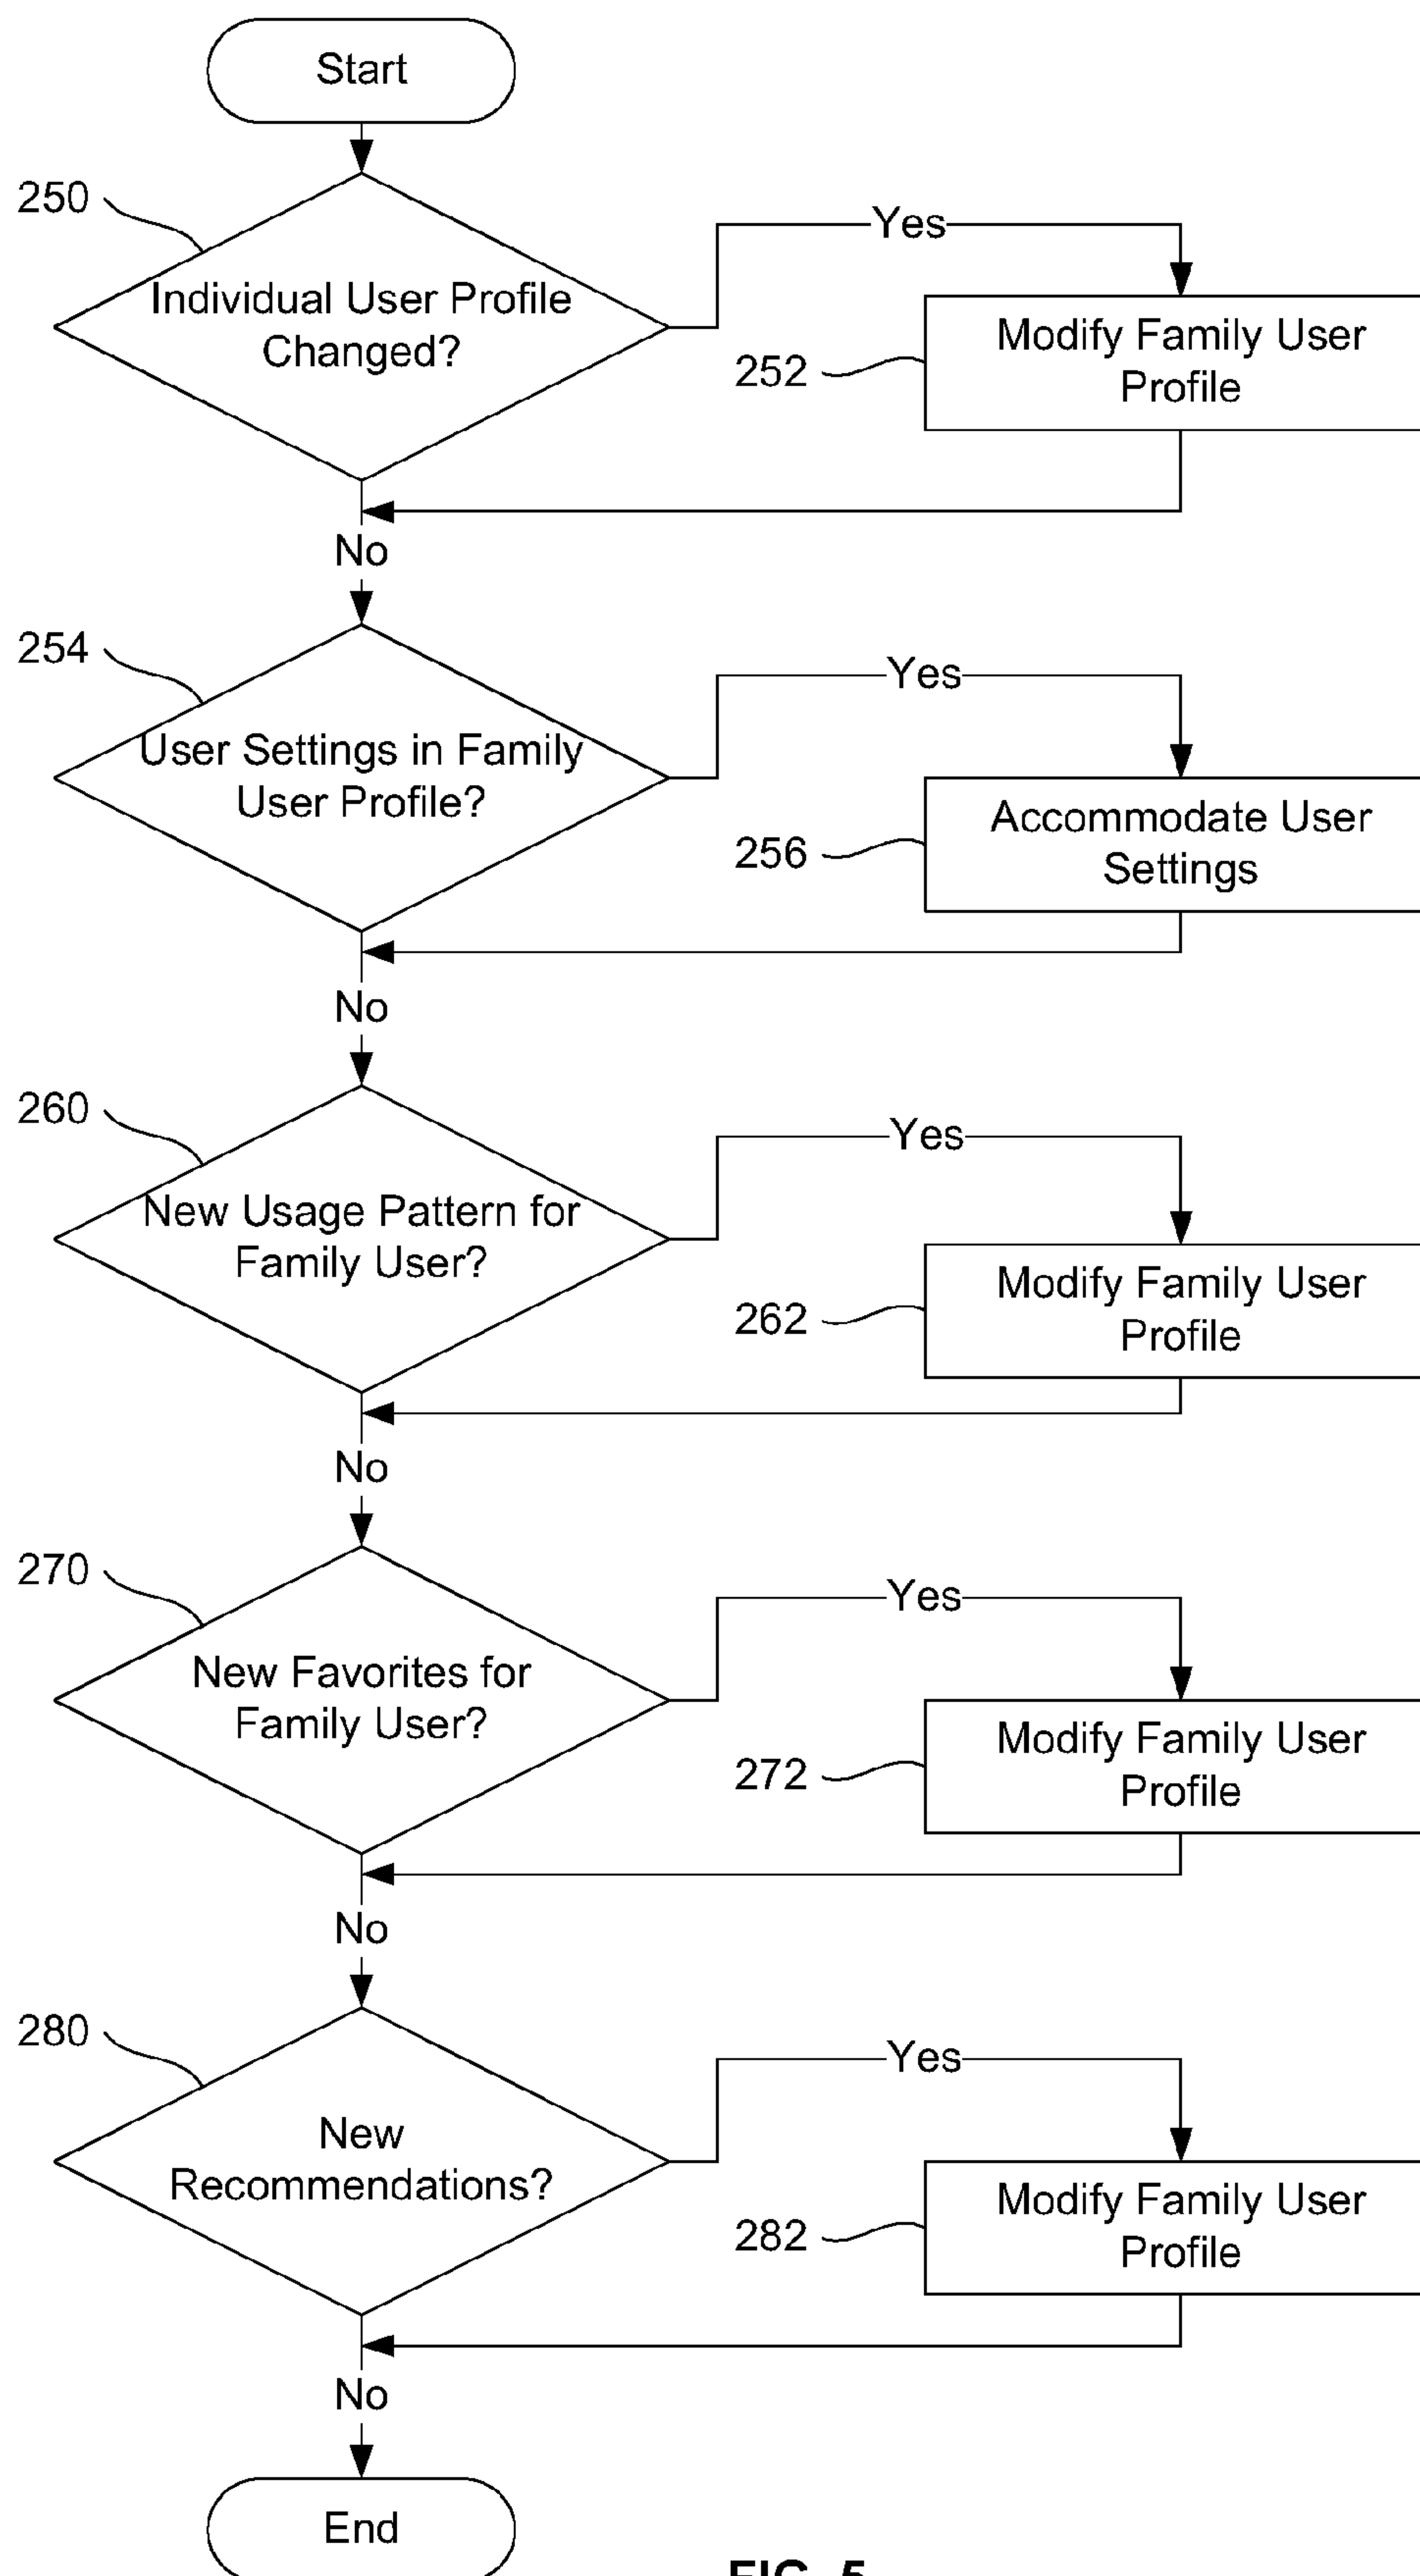 Start
250
Individual User Profile
Changed?
Yes
252
Modify Family User
Profile
No
254
User Settings in Family
User Profile?
Yes
256
Accommodate User
Settings
No
260
New Usage Pattern for
Family User?
Yes
262
Modify Family User
Profile
No
270
New Favorites for
Family User?
Yes
272
Modify Family User
Profile
No
280
New
Recommendations?
Yes
282
Modify Family User
Profile
No
End
FIG. 5